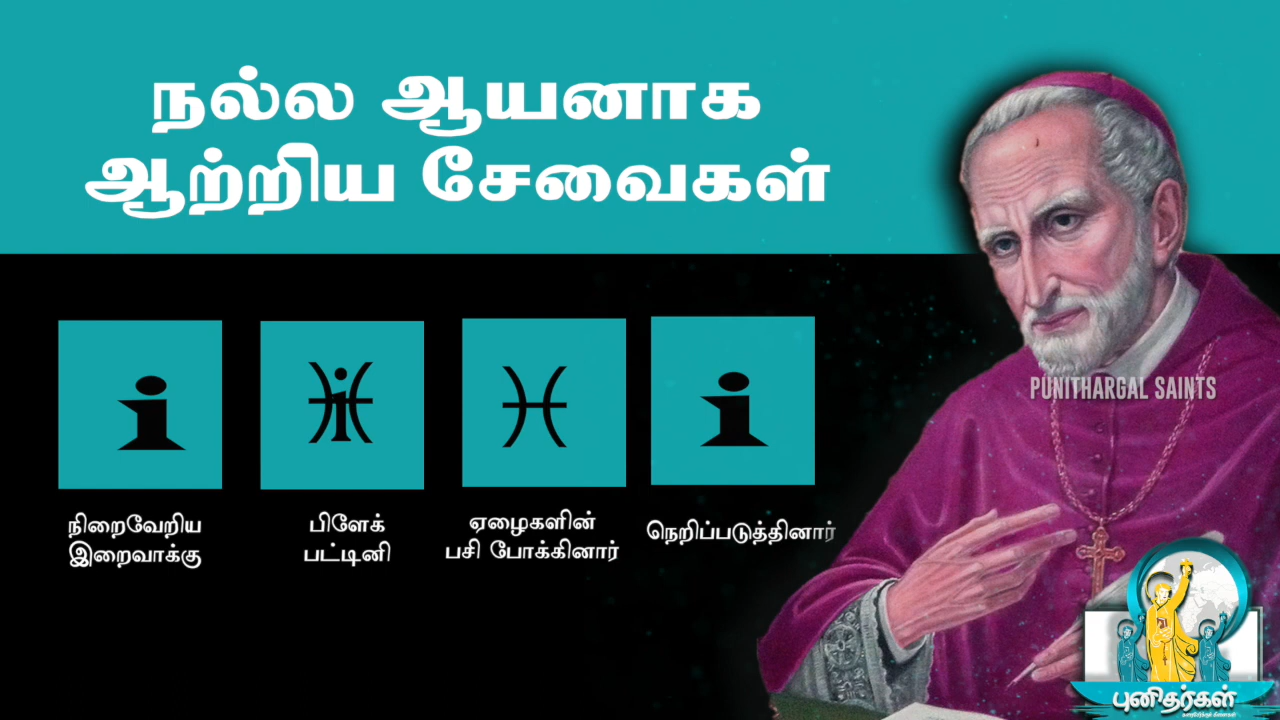 நல்ல ஆயனாக
ஆற்றிய சேவைகள்
நிறைவேறிய
இறைவாக்கு
பிளேக்
பட்டினி
ஏழைகளின்
பசி போக்கினார்
நெறிப்படுத்தினார்
PUNITHARGAL SAINTS
புனிதர்கள்